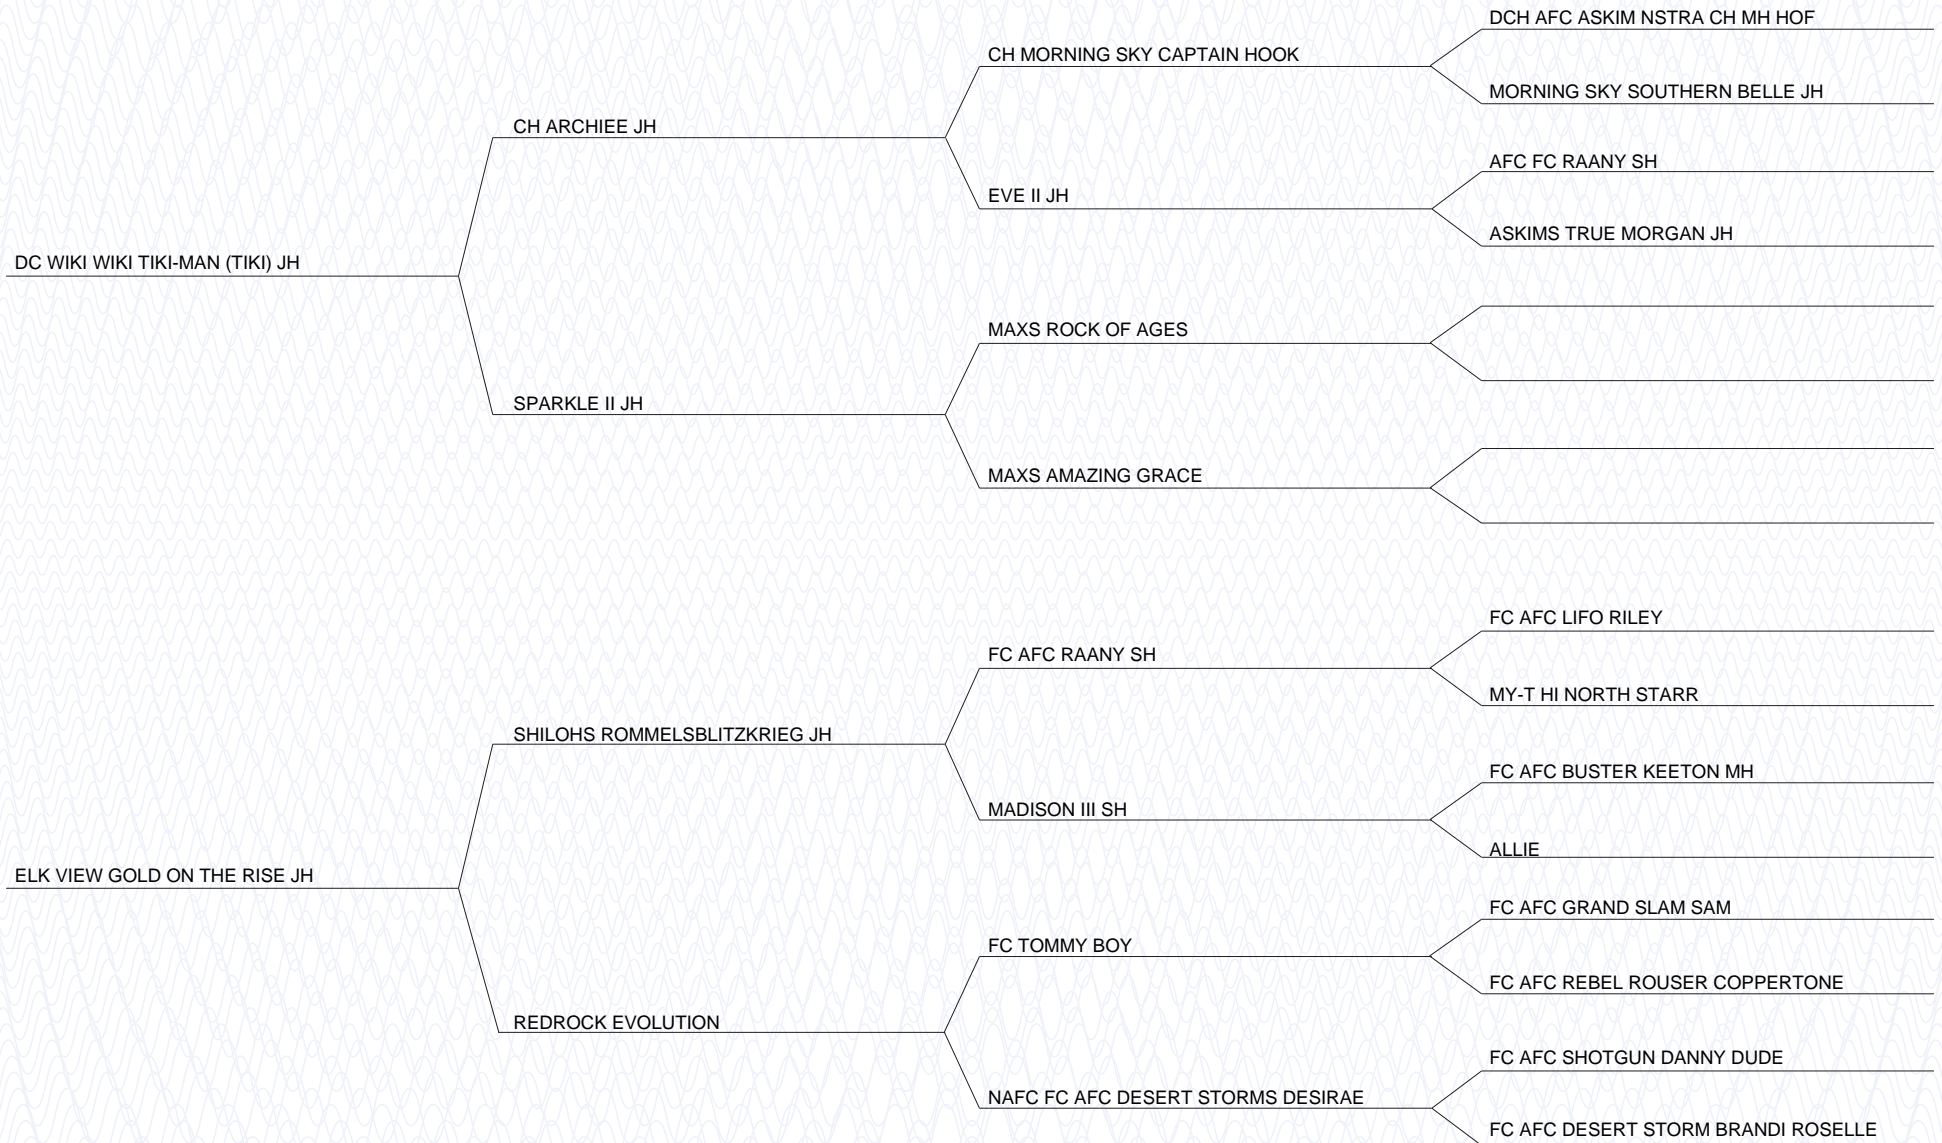 DCH AFC ASKIM NSTRA CH MH HOF
CH MORNING SKY CAPTAIN HOOK
MORNING SKY SOUTHERN BELLE JH
CH ARCHIEE JH
AFC FC RAANY SH
EVE II JH
ASKIMS TRUE MORGAN JH
DC WIKI WIKI TIKI-MAN (TIKI) JH
MAXS ROCK OF AGES
SPARKLE II JH
MAXS AMAZING GRACE
FC AFC LIFO RILEY
FC AFC RAANY SH
MY-T HI NORTH STARR
SHILOHS ROMMELSBLITZKRIEG JH
FC AFC BUSTER KEETON MH
MADISON III SH
ALLIE
ELK VIEW GOLD ON THE RISE JH
FC AFC GRAND SLAM SAM
FC TOMMY BOY
FC AFC REBEL ROUSER COPPERTONE
REDROCK EVOLUTION
FC AFC SHOTGUN DANNY DUDE
NAFC FC AFC DESERT STORMS DESIRAE
FC AFC DESERT STORM BRANDI ROSELLE